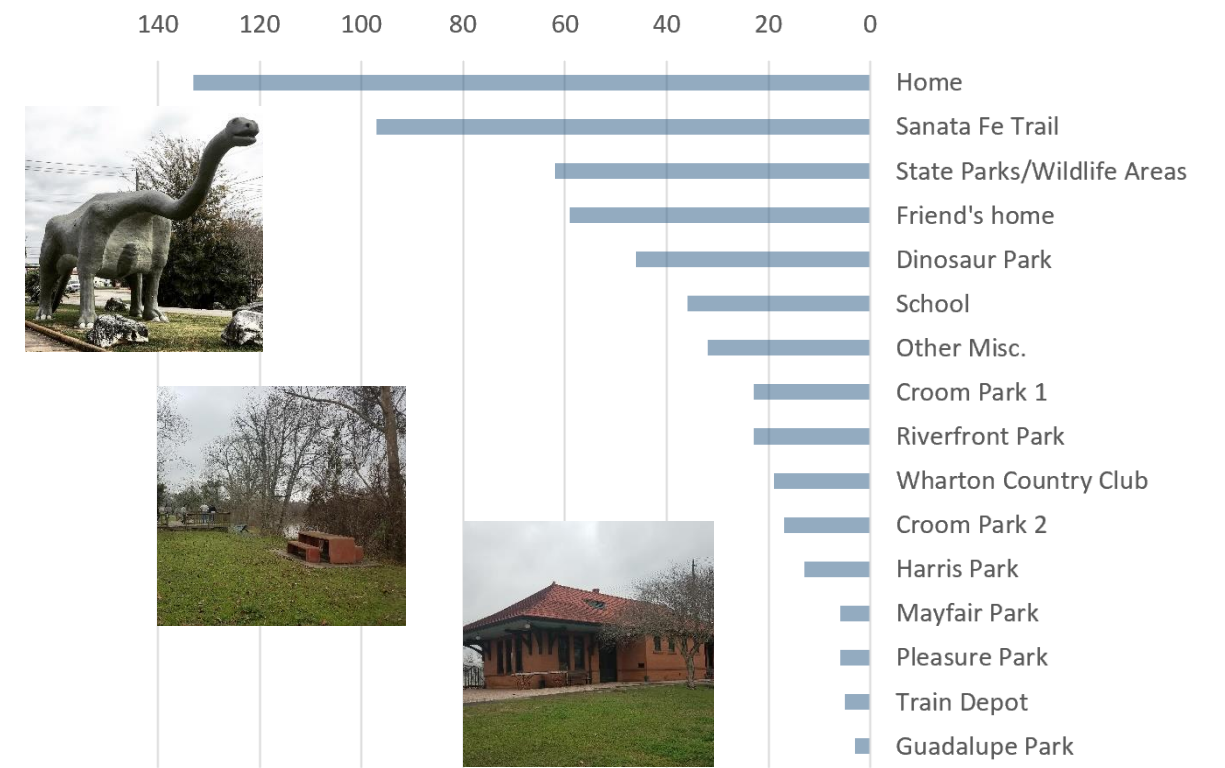 140 120 100 80 60 40 20 0
Home
Sanata Fe Trail
State Parks/Wildlife Areas
Friend's home
Dinosaur Park
School
Other Misc.
Croom Park 1
Riverfront Park
Wharton Country Club
Croom Park 2
Harris Park
Mayfair Park
Pleasure Park
Train Depot
Guadalupe Park